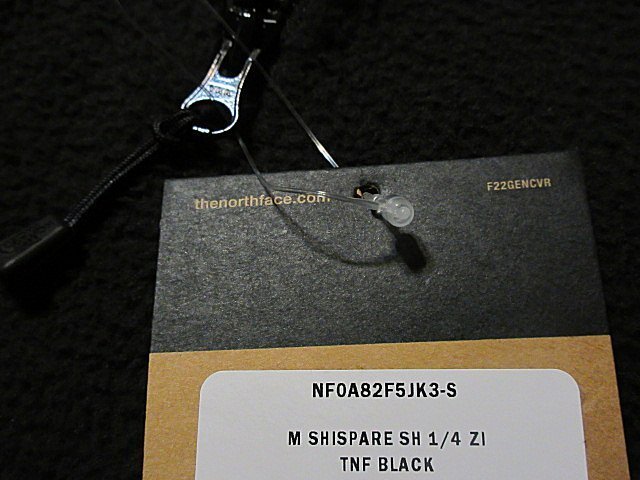 thenorthface.com
F22GENCVR
NF0A82F5JK3-S
M SHISPARE SH 1/4 ZI
TNF BLACK